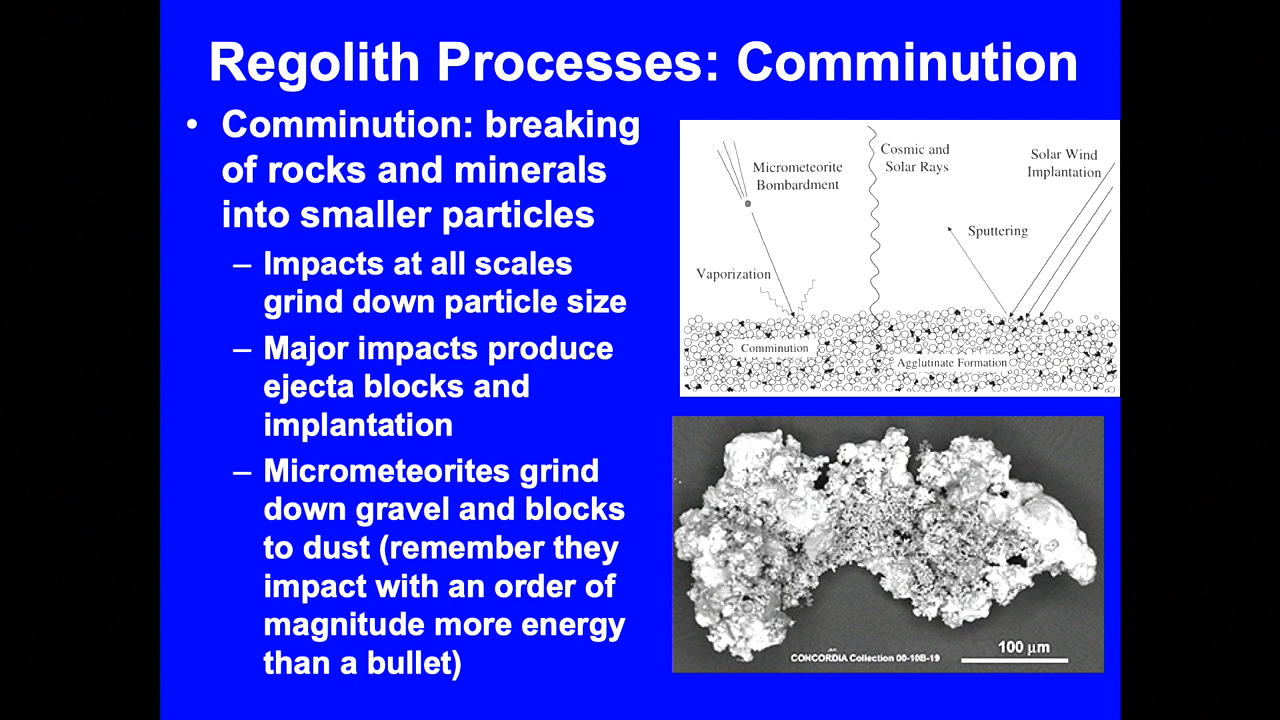 Regolith Processes: Comminution
• Comminution: breaking
of rocks and minerals
into smaller particles
– Impacts at all scales
grind down particle size
– Major impacts produce
ejecta blocks and
implantation
– Micrometeorites grind
down gravel and blocks
to dust (remember they
impact with an order of
magnitude more energy
than a bullet)
Micrometeorite
Bombardment
Cosmic and
Solar Rays
Solar Wind
Implantation
Sputtering
Vaporization
Comminution
Agglutinate Formation
100 µm
CONCORDIA Collection 00-10B-19